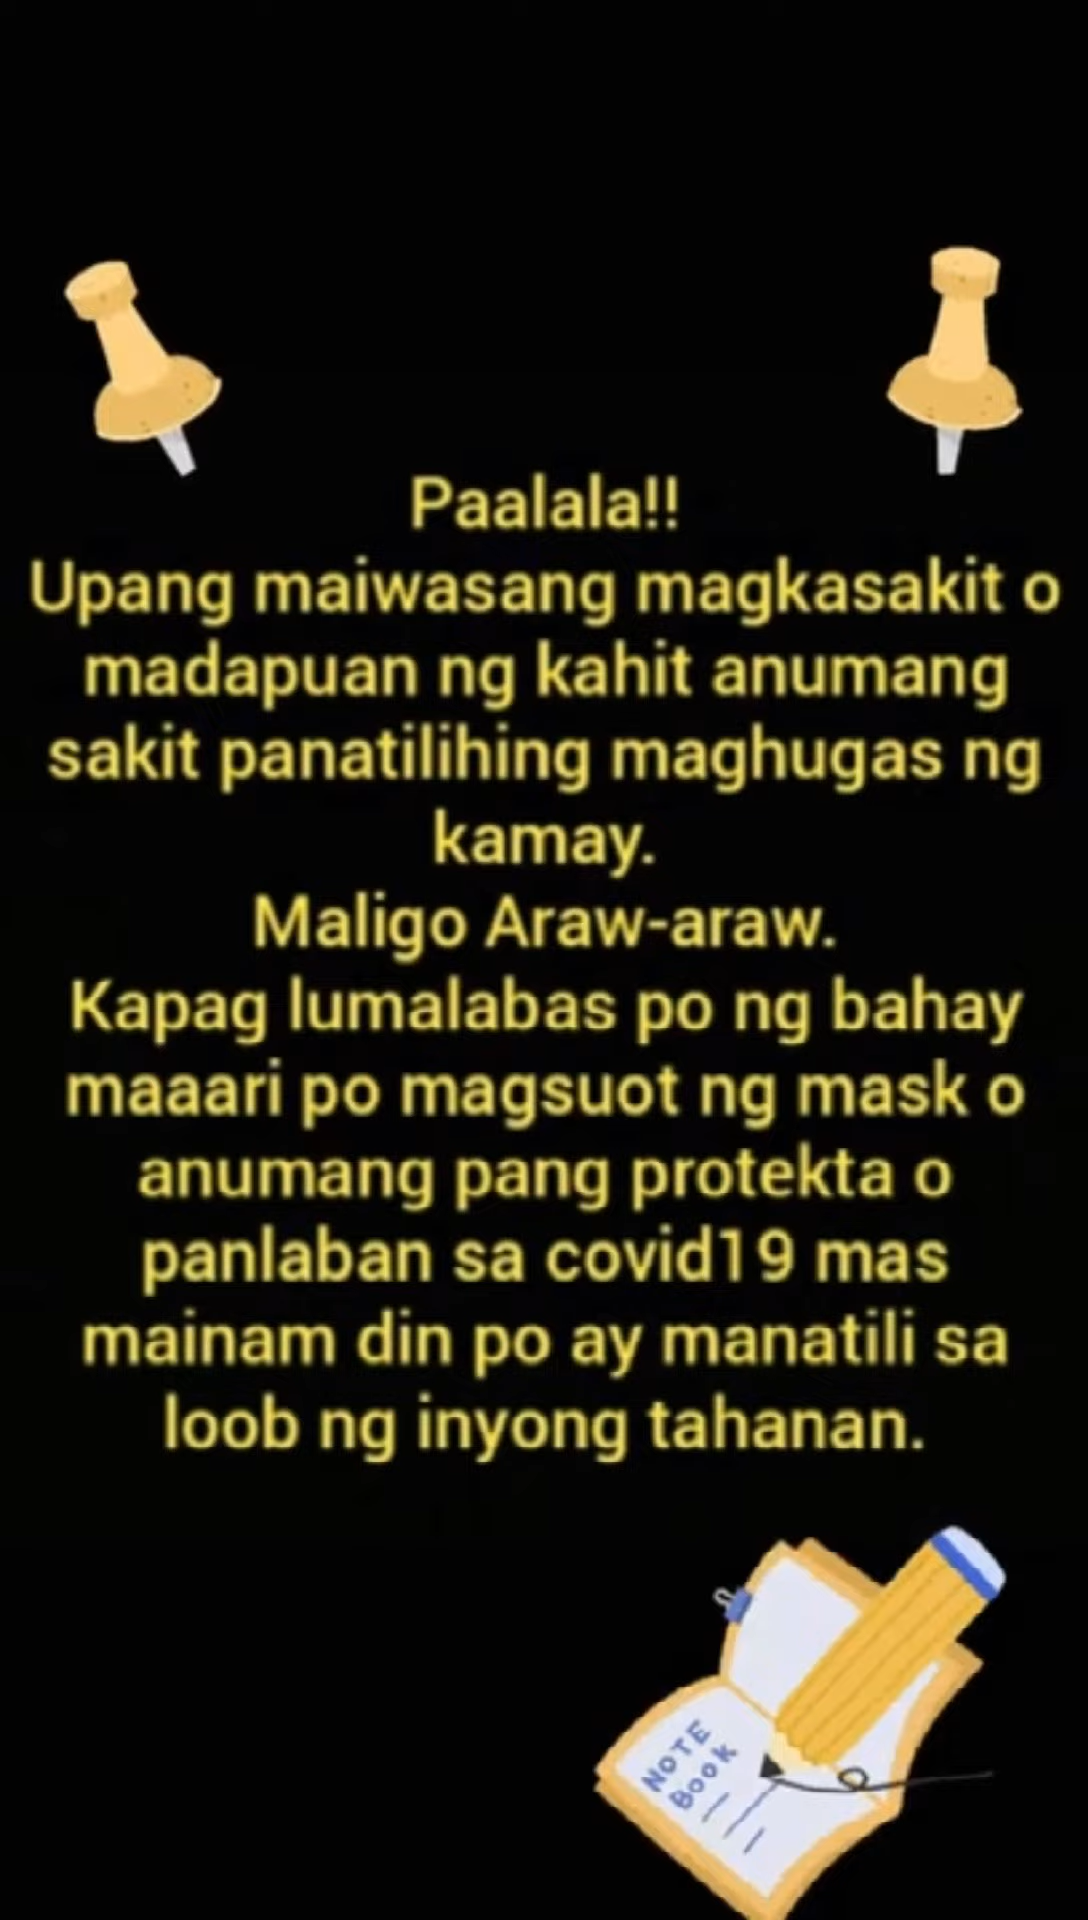 Paalala!!
Upang maiwasang magkasakit o
madapuan ng kahit anumang
sakit panatilihing maghugas ng
kamay.
Maligo Araw-araw.
Kapag lumalabas po ng bahay
maaari po magsuot ng mask o
anumang pang protekta o
panlaban sa covid19 mas
mainam din po ay manatili sa
loob ng inyong tahanan.
NOTE
BOOK